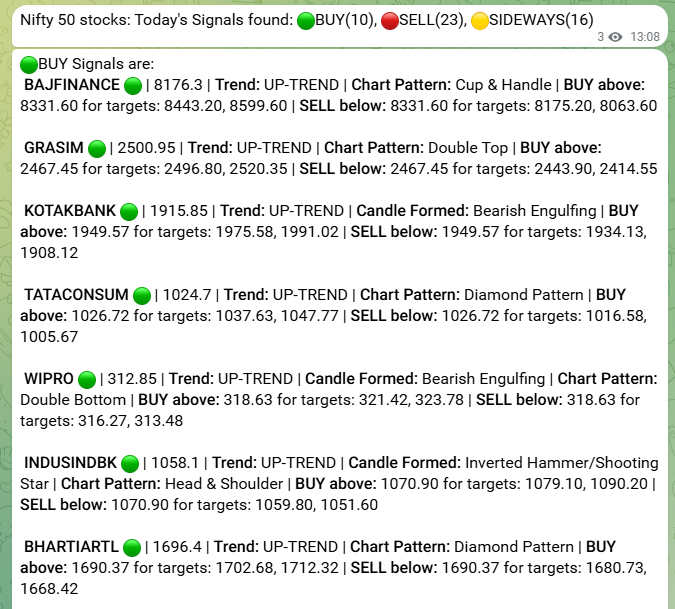 Nifty 50 stocks: Today's Signals found: 🟢BUY(10), 🔴SELL(23), 🟡SIDEWAYS(16)
3 13:08
🟢BUY Signals are:
BAJFINANCE 🟢 | 8176.3 | Trend: UP-TREND | Chart Pattern: Cup & Handle | BUY above:
8331.60 for targets: 8443.20, 8599.60 | SELL below: 8331.60 for targets: 8175.20, 8063.60
GRASIM 🟢 | 2500.95 | Trend: UP-TREND | Chart Pattern: Double Top | BUY above:
2467.45 for targets: 2496.80, 2520.35 | SELL below: 2467.45 for targets: 2443.90, 2414.55
KOTAKBANK 🟢 | 1915.85 | Trend: UP-TREND | Candle Formed: Bearish Engulfing | BUY
above: 1949.57 for targets: 1975.58, 1991.02 | SELL below: 1949.57 for targets: 1934.13,
1908.12
TATACONSUM 🟢 | 1024.7 | Trend: UP-TREND | Chart Pattern: Diamond Pattern | BUY
above: 1026.72 for targets: 1037.63, 1047.77 | SELL below: 1026.72 for targets: 1016.58,
1005.67
WIPRO 🟢 | 312.85 | Trend: UP-TREND | Candle Formed: Bearish Engulfing | Chart Pattern:
Double Bottom | BUY above: 318.63 for targets: 321.42, 323.78 | SELL below: 318.63 for
targets: 316.27, 313.48
INDUSINDBK 🟢 | 1058.1 | Trend: UP-TREND | Candle Formed: Inverted Hammer/Shooting
Star | Chart Pattern: Head & Shoulder | BUY above: 1070.90 for targets: 1079.10, 1090.20 |
SELL below: 1070.90 for targets: 1059.80, 1051.60
BHARTIARTL 🟢 | 1696.4 | Trend: UP-TREND | Chart Pattern: Diamond Pattern | BUY
above: 1690.37 for targets: 1702.68, 1712.32 | SELL below: 1690.37 for targets: 1680.73,
1668.42